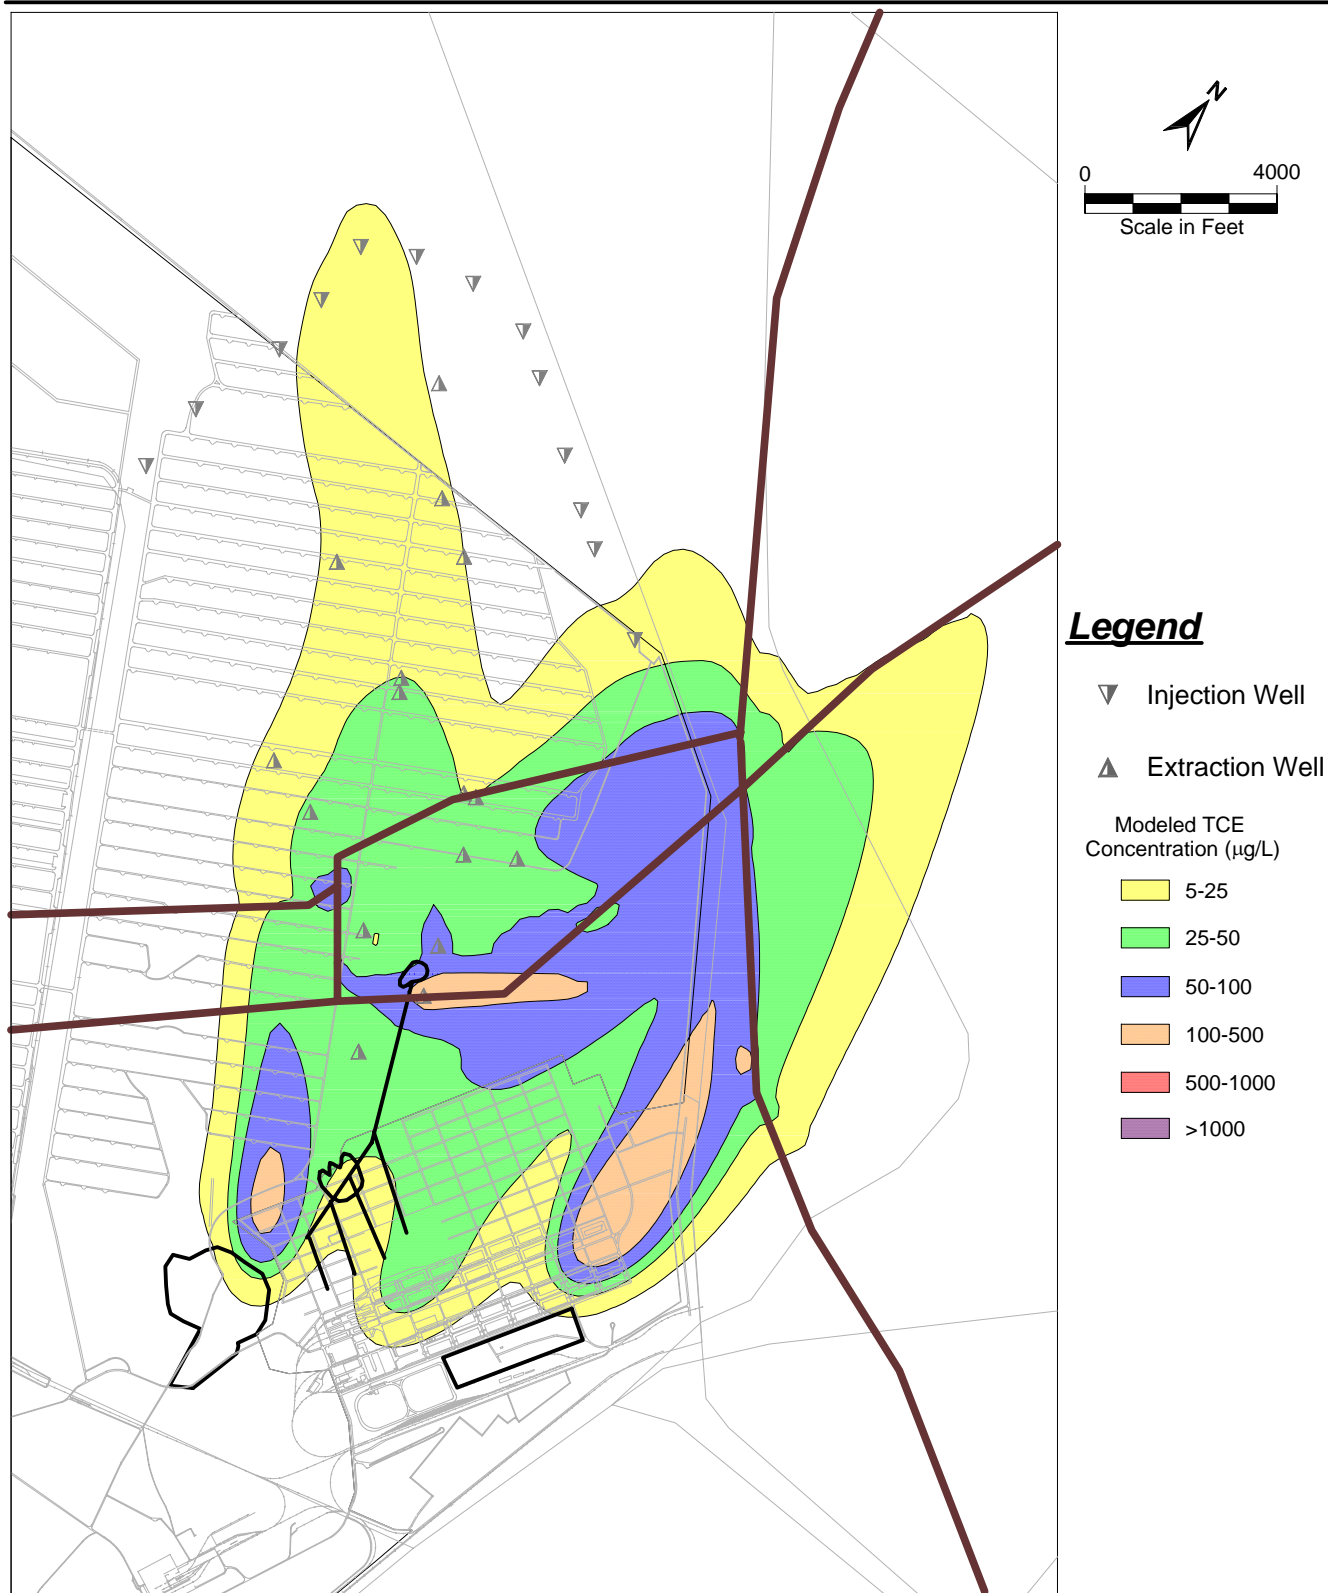 N
0 4000
Scale in Feet
Legend
Injection Well
Extraction Well
Modeled TCE
Concentration (µg/L)
5-25
25-50
50-100
100-500
500-1000
>1000